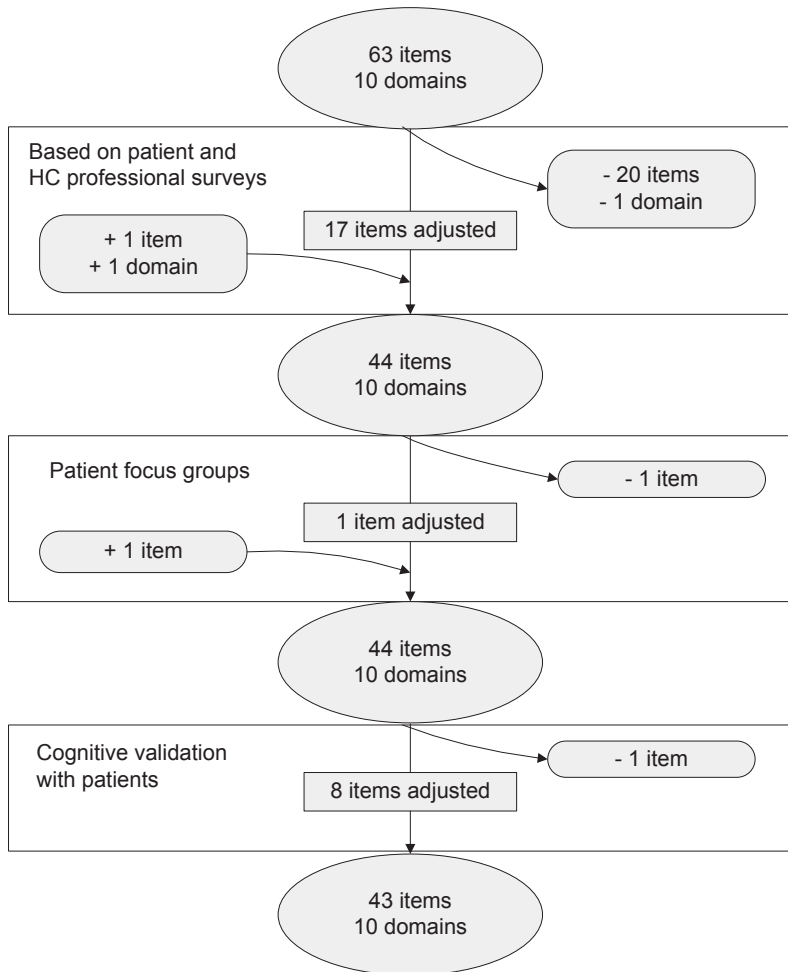 63 items
10 domains
Based on patient and
HC professional surveys
- 20 items
- 1 domain
17 items adjusted
+ 1 item
+ 1 domain
44 items
10 domains
Patient focus groups
- 1 item
1 item adjusted
+ 1 item
44 items
10 domains
Cognitive validation
with patients
- 1 item
8 items adjusted
43 items
10 domains